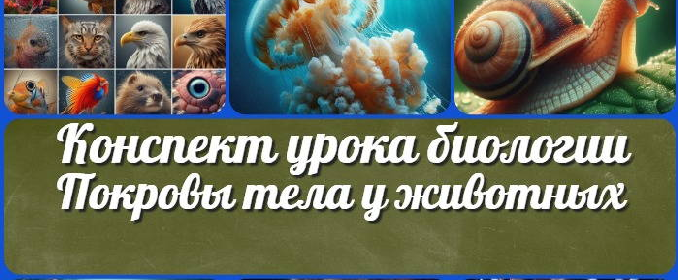 Конспект урока биологии
Покровы тела у животных